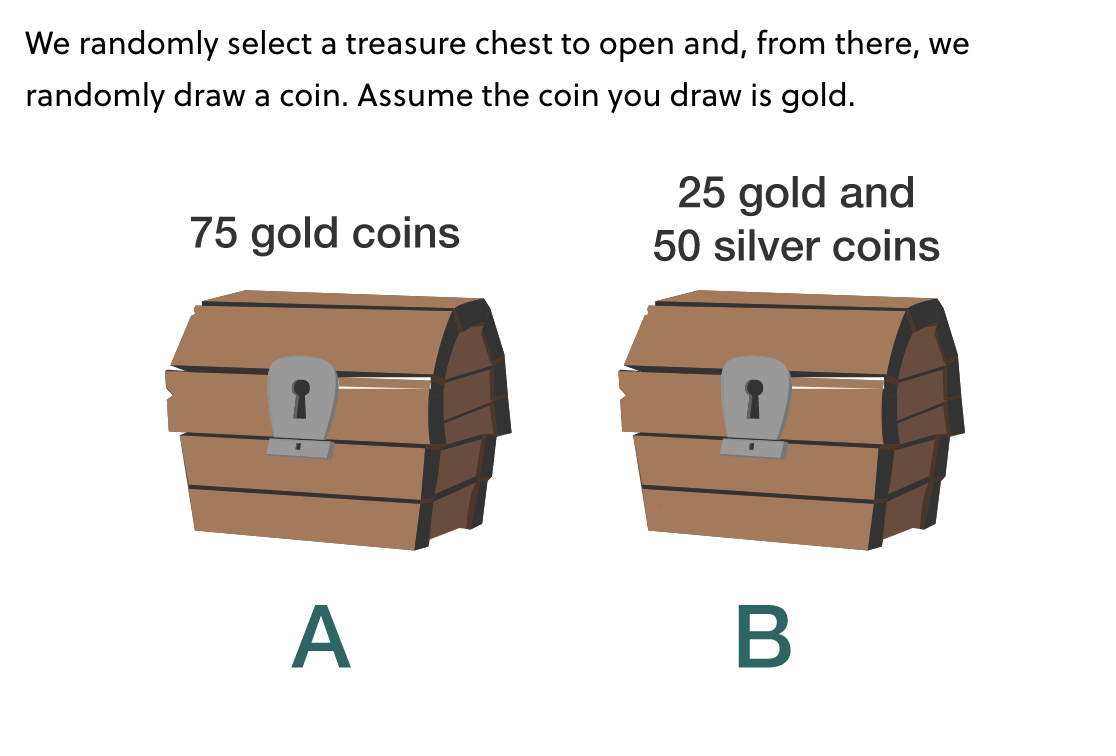 We randomly select a treasure chest to open and, from there, we
randomly draw a coin. Assume the coin you draw is gold.
75 gold coins
25 gold and
50 silver coins
A
B